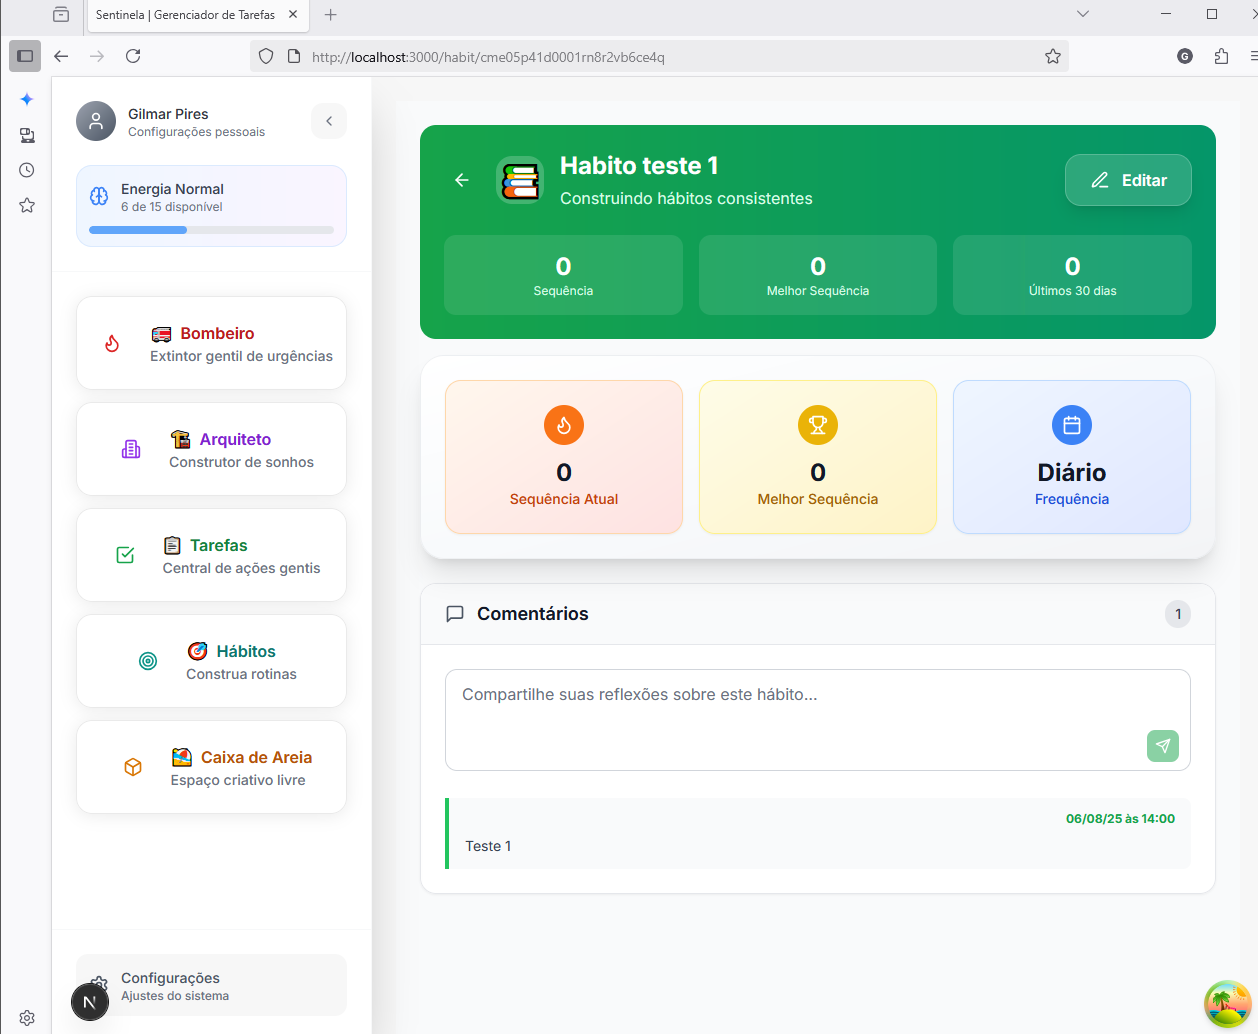 Sentinela | Gerenciador de Tarefas
http://localhost:3000/habit/cme05p41d0001rn8r2vb6ce4q
G
Gilmar Pires
Configurações pessoais
Energia Normal
6 de 15 disponível
Bombeiro
Extintor gentil de urgências
Arquiteto
Construtor de sonhos
Tarefas
Central de ações gentis
Hábitos
Construa rotinas
Caixa de Areia
Espaço criativo livre
Configurações
Ajustes do sistema
N
Habito teste 1
Construindo hábitos consistentes
Editar
0
Sequência
0
Melhor Sequência
0
Últimos 30 dias
0
Sequência Atual
0
Melhor Sequência
Diário
Frequência
Comentários
1
Compartilhe suas reflexões sobre este hábito...
06/08/25 às 14:00
Teste 1